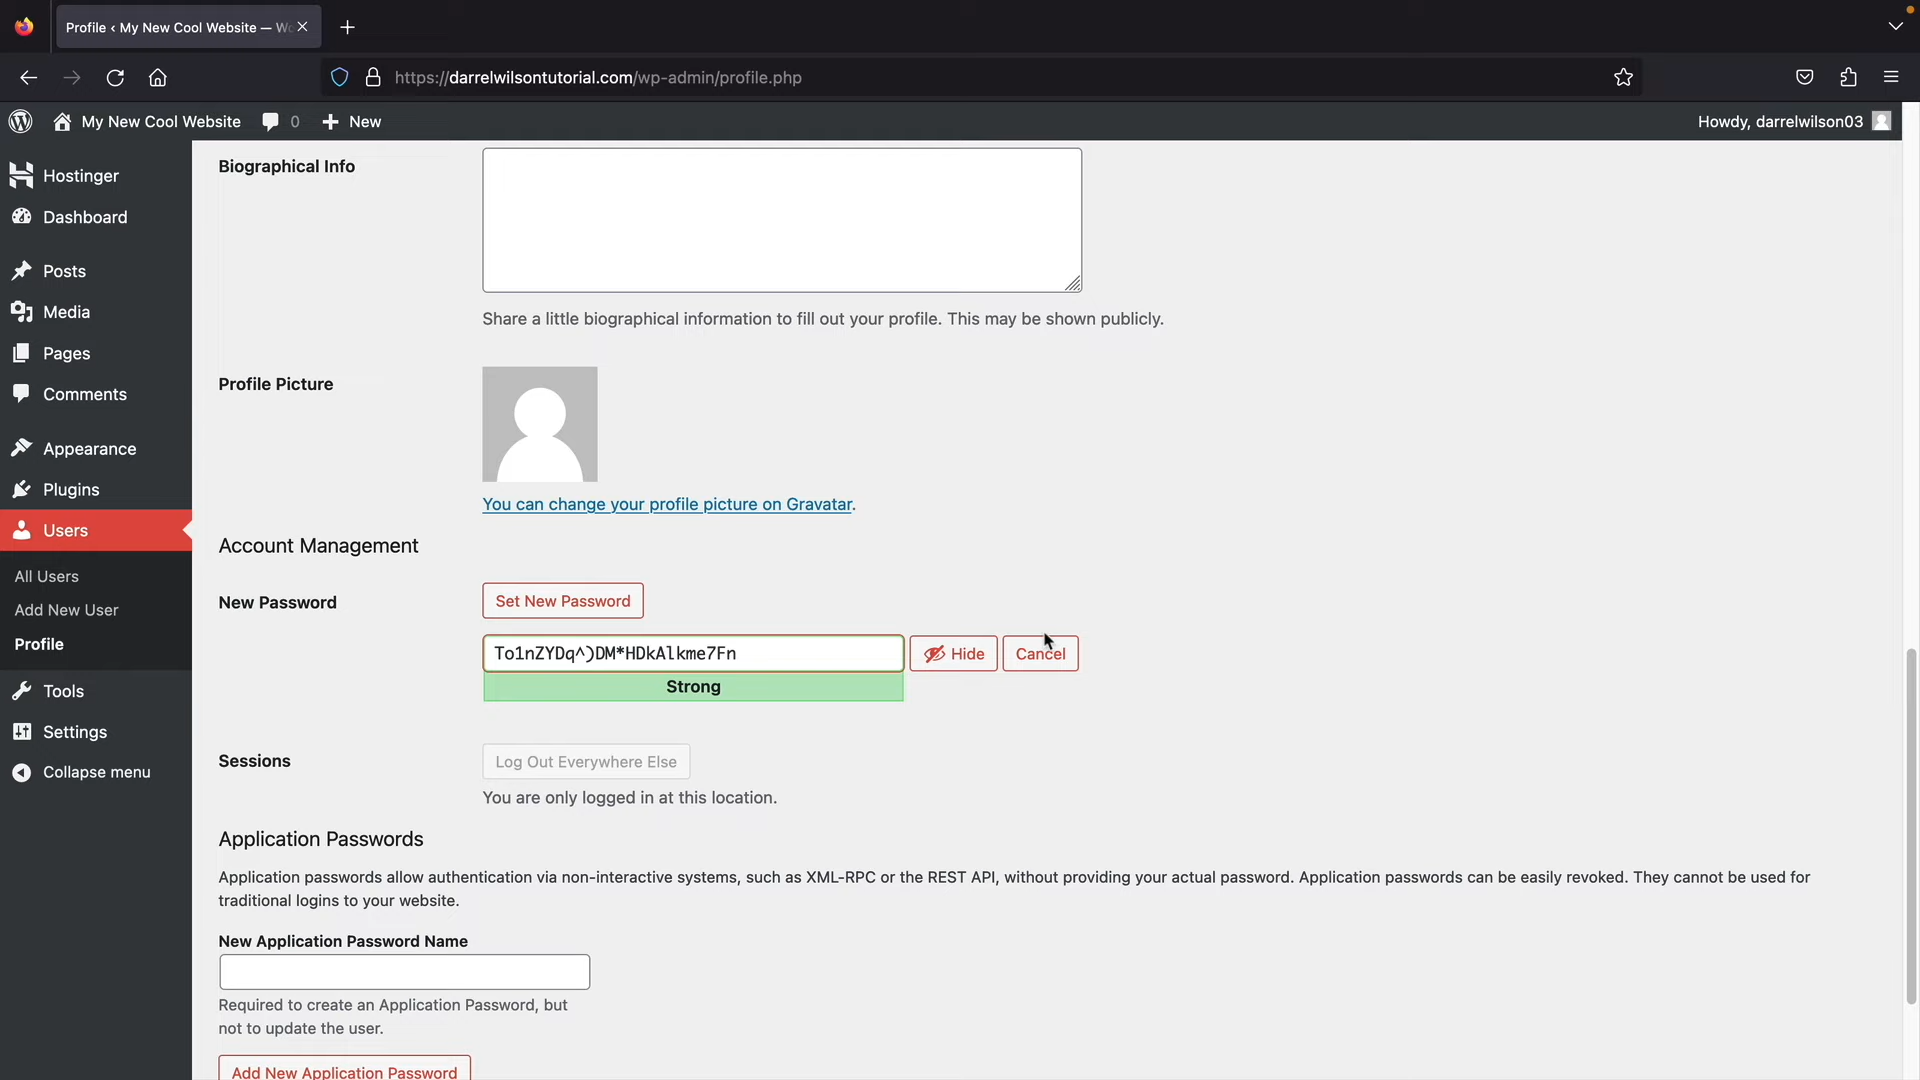 Profile ‹ My New Cool Website — Wo
https://darrelwilsontutorial.com/wp-admin/profile.php
My New Cool Website 0 + New Howdy, darrelwilson03
Hostinger
Dashboard
Posts
Media
Pages
Comments
Appearance
Plugins
Users
All Users
Add New User
Profile
Tools
Settings
Collapse menu
Biographical Info
Share a little biographical information to fill out your profile. This may be shown publicly.
Profile Picture
You can change your profile picture on Gravatar.
Account Management
New Password Set New Password
To1nZYDq^)DM*HDkAlkme7Fn Hide Cancel
Strong
Sessions Log Out Everywhere Else
You are only logged in at this location.
Application Passwords
Application passwords allow authentication via non-interactive systems, such as XML-RPC or the REST API, without providing your actual password. Application passwords can be easily revoked. They cannot be used for
traditional logins to your website.
New Application Password Name
Required to create an Application Password, but
not to update the user.
Add New Application Password